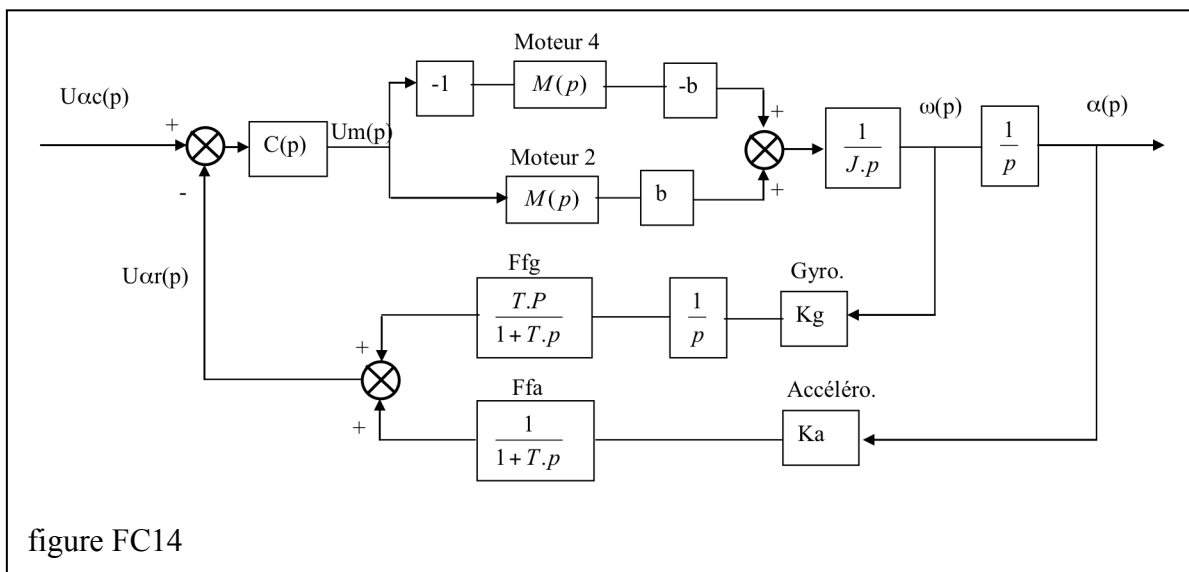 Moteur 4
-1
M(p)
-b
Uαc(p)
+
C(p)
Um(p)
+
1
J.p
ω(p)
1
p
α(p)
-
Moteur 2
M(p)
b
+
Uαr(p)
Ffg
T.P
1+T.p
1
p
Gyro.
Kg
+
Ffa
1
1+T.p
Accéléro.
Ka
+
figure FC14